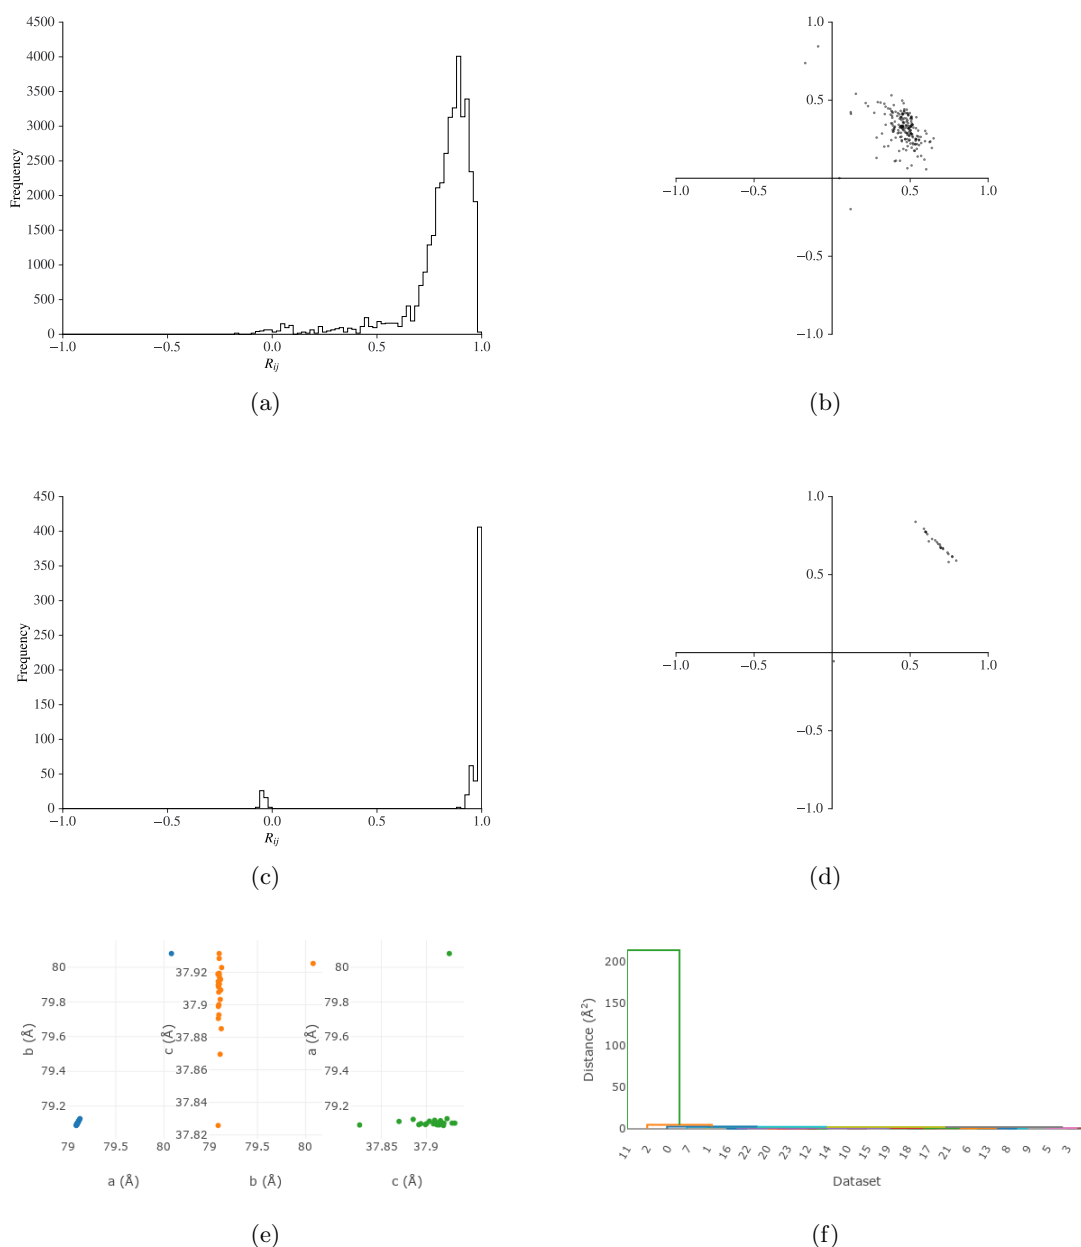 4500
4000
3500
3000
2500
2000
1500
1000
500
0
Frequency
−1.0 −0.5 0.0 0.5 1.0
R_ij
(a)
1.0
0.5
−1.0 −0.5 0.5 1.0
−0.5
−1.0
(b)
450
400
350
300
250
200
150
100
50
0
Frequency
−1.0 −0.5 0.0 0.5 1.0
R_ij
(c)
1.0
0.5
−1.0 −0.5 0.5 1.0
−0.5
−1.0
(d)
80
79.8
79.6
79.4
79.2
b (Å)
79 79.5 80
a (Å)
37.92
37.9
37.88
37.86
37.84
37.82
c (Å)
79 79.5 80
b (Å)
80
79.8
79.6
79.4
79.2
a (Å)
37.85 37.9
c (Å)
(e)
200
150
100
50
0
Distance (Å²)
11 2 0 7 1 16 22 20 23 12 14 10 15 19 18 17 21 6 13 8 9 5 3
Dataset
(f)